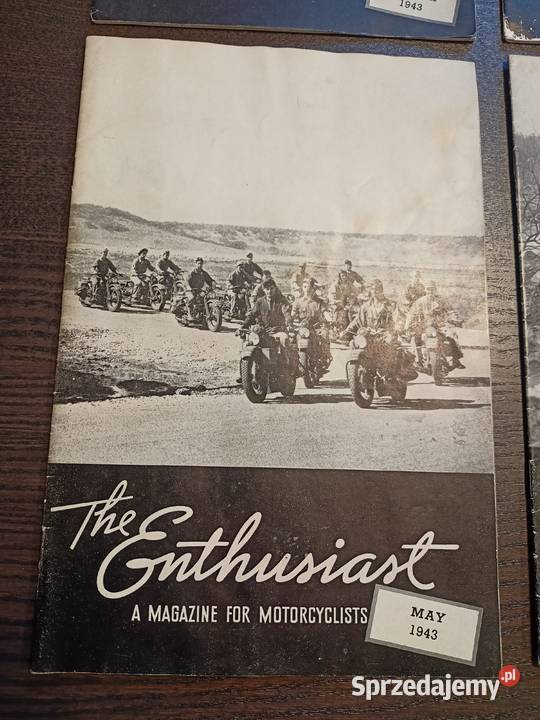 1943
The
Enthusiast
A MAGAZINE FOR MOTORCYCLISTS
MAY
1943
Sprzedajemy.pl